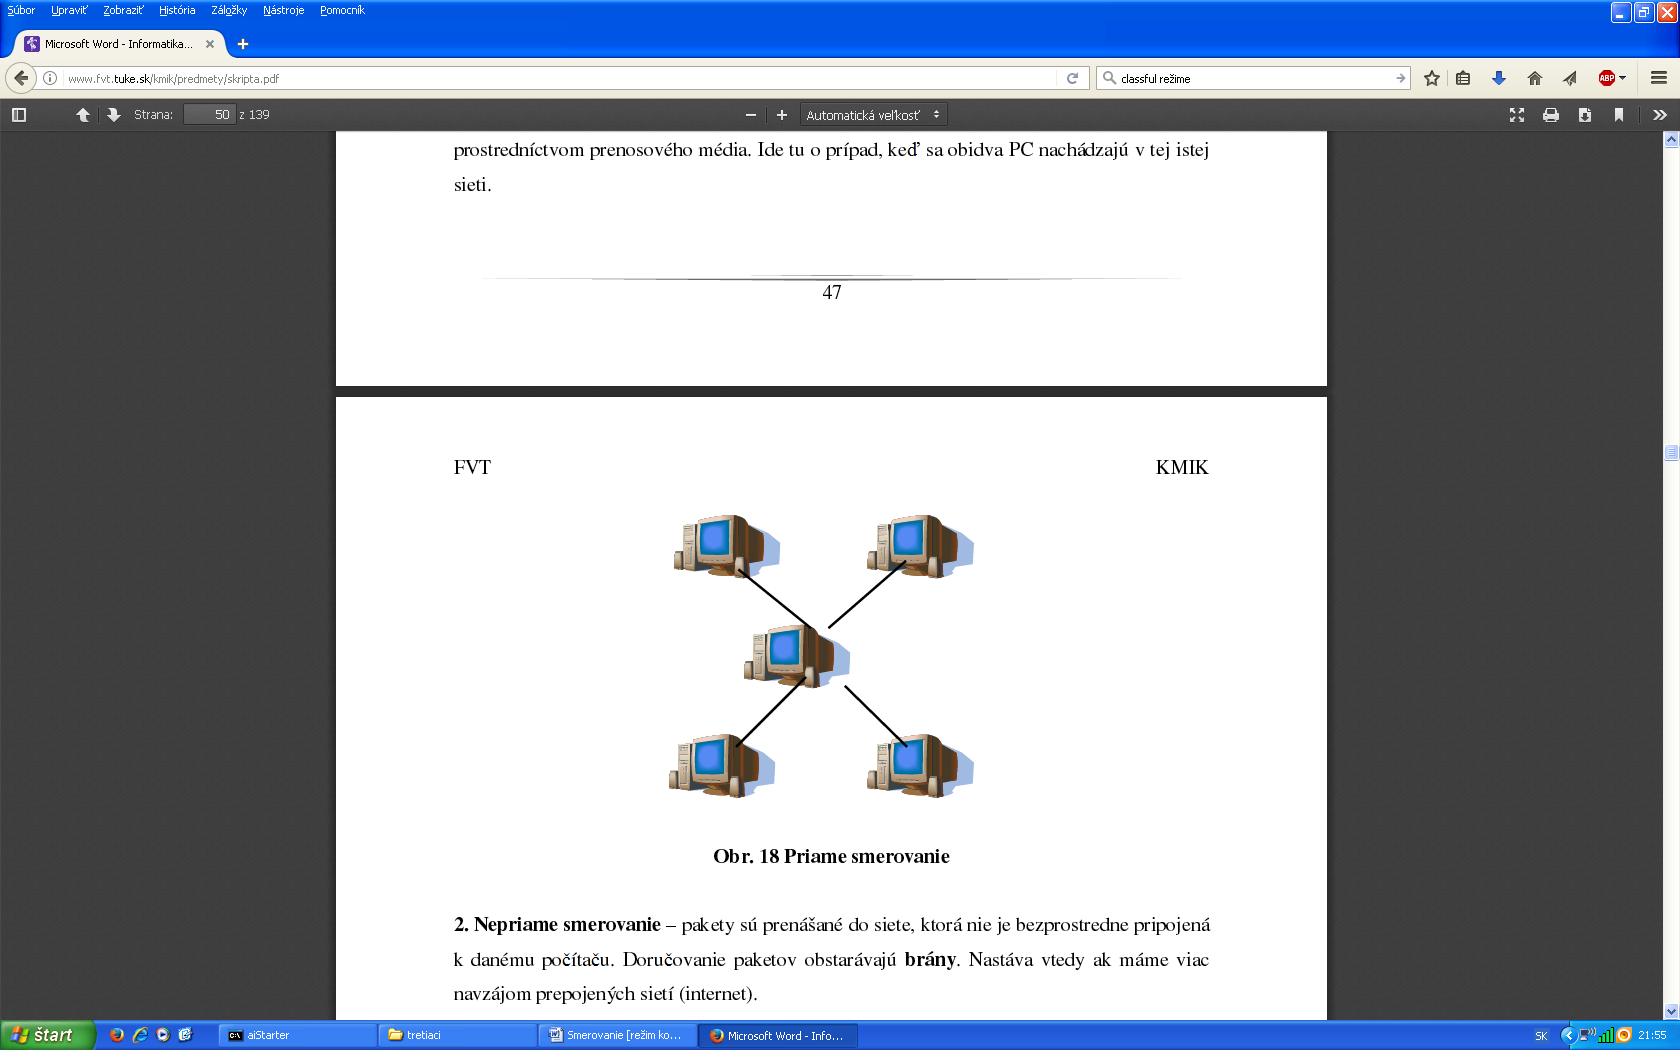 Súbor Upraviť Zobraziť História Záložky Nástroje Pomocník
Microsoft Word - Informatika...
www.fvt.tuke.sk/kmik/predmety/skripta.pdf
classful režime
ABP
Strana: 50 z 139
Automatická veľkosť
prostredníctvom prenosového média. Ide tu o prípad, keď sa obidva PC nachádzajú v tej istej
sieti.
47
FVT KMIK
Obr. 18 Priame smerovanie
2. Nepriame smerovanie – pakety sú prenášané do siete, ktorá nie je bezprostredne pripojená
k danému počítaču. Doručovanie paketov obstarávajú brány. Nastáva vtedy ak máme viac
navzájom prepojených sietí (internet).
štart
aiStarter
tretiaci
Smerovanie [režim ko...
Microsoft Word - Info...
SK
21:55